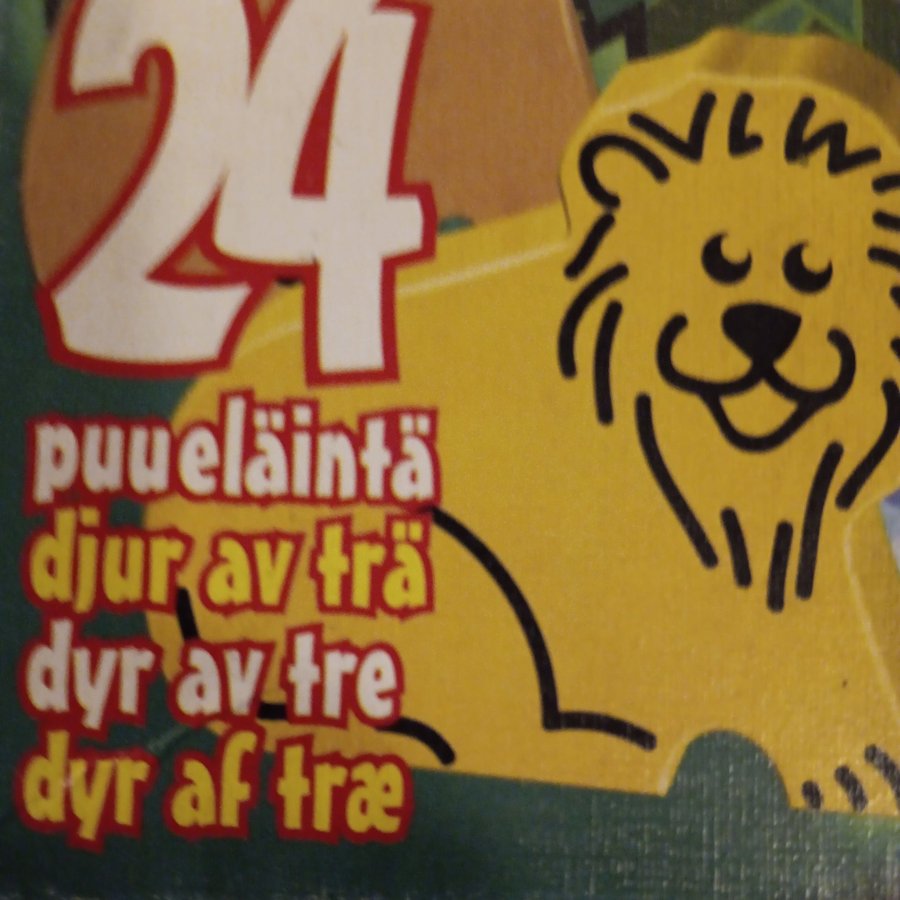 24
puueläintä
djur av trä
dyr av tre
dyr af træ